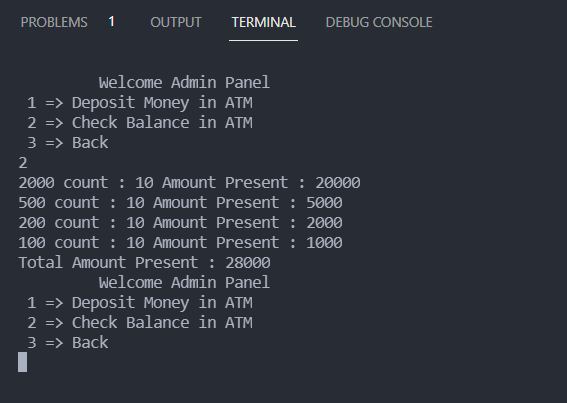 PROBLEMS 1 OUTPUT TERMINAL DEBUG CONSOLE
Welcome Admin Panel
1 => Deposit Money in ATM
2 => Check Balance in ATM
3 => Back
2
2000 count : 10 Amount Present : 20000
500 count : 10 Amount Present : 5000
200 count : 10 Amount Present : 2000
100 count : 10 Amount Present : 1000
Total Amount Present : 28000
Welcome Admin Panel
1 => Deposit Money in ATM
2 => Check Balance in ATM
3 => Back